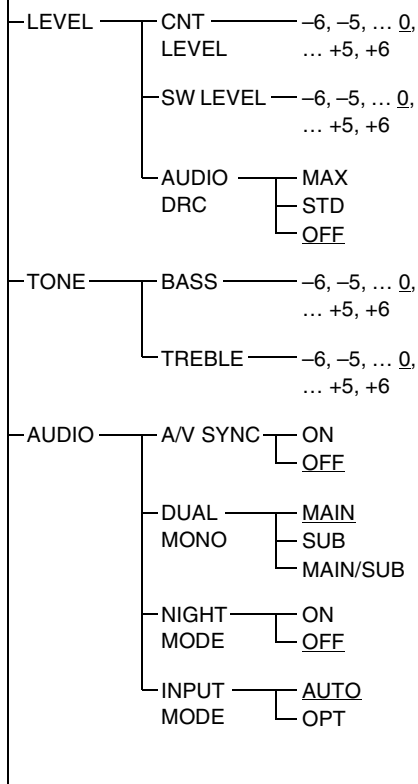 LEVEL CNT –6, –5, … 0,
LEVEL … +5, +6
SW LEVEL –6, –5, … 0,
… +5, +6
AUDIO MAX
DRC STD
OFF
TONE BASS –6, –5, … 0,
… +5, +6
TREBLE –6, –5, … 0,
… +5, +6
AUDIO A/V SYNC ON
OFF
DUAL MAIN
MONO SUB
MAIN/SUB
NIGHT ON
MODE OFF
INPUT AUTO
MODE OPT